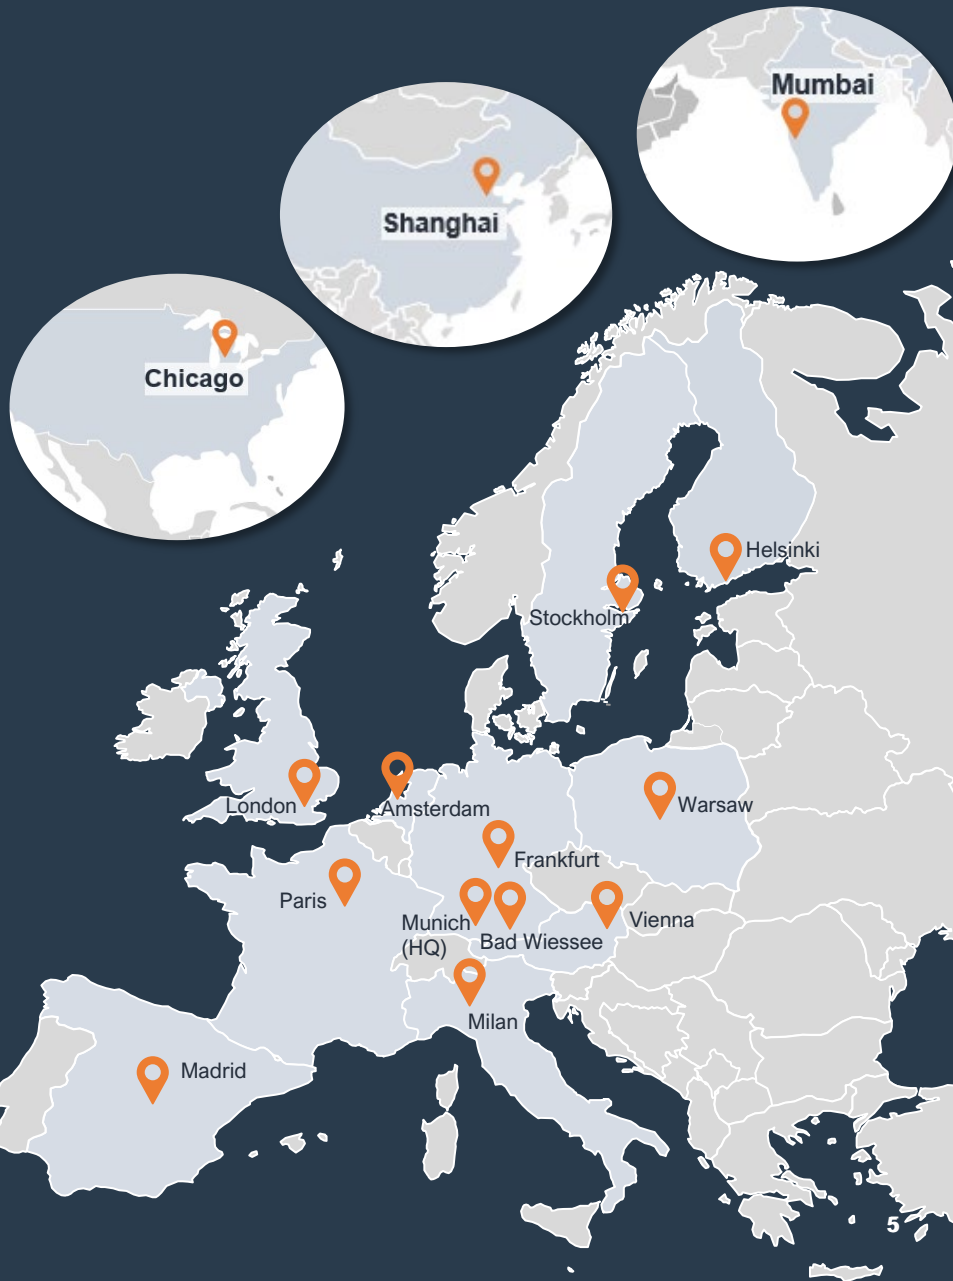 Mumbai
Shanghai
Chicago
Helsinki
Stockholm
London
Amsterdam
Warsaw
Frankfurt
Paris
Munich
(HQ)
Bad Wiessee
Vienna
Milan
Madrid
5